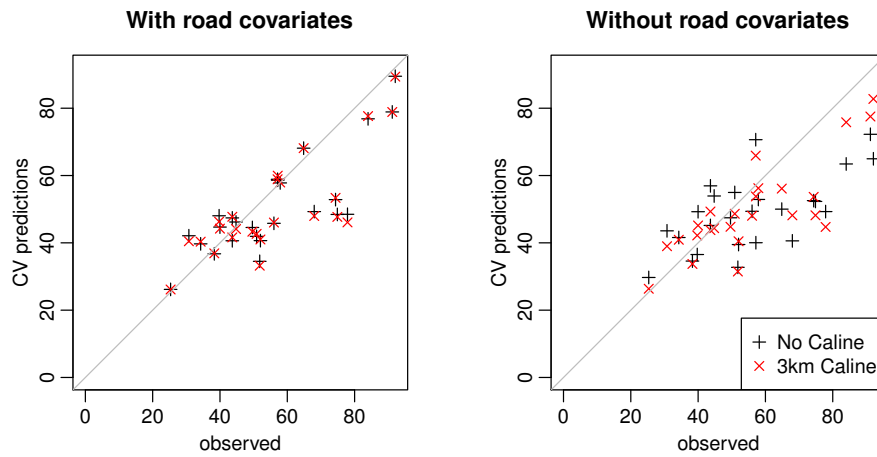 With road covariates
CV predictions
80
60
40
20
0
0 20 40 60 80
observed
Without road covariates
CV predictions
80
60
40
20
0
0 20 40 60 80
observed
No Caline
3km Caline